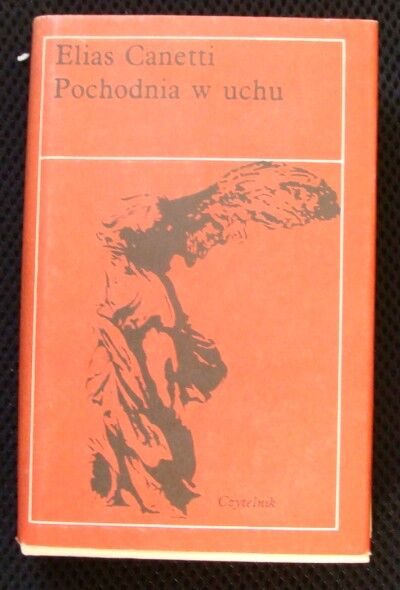 Elias Canetti
Pochodnia w uchu
Czytelnik